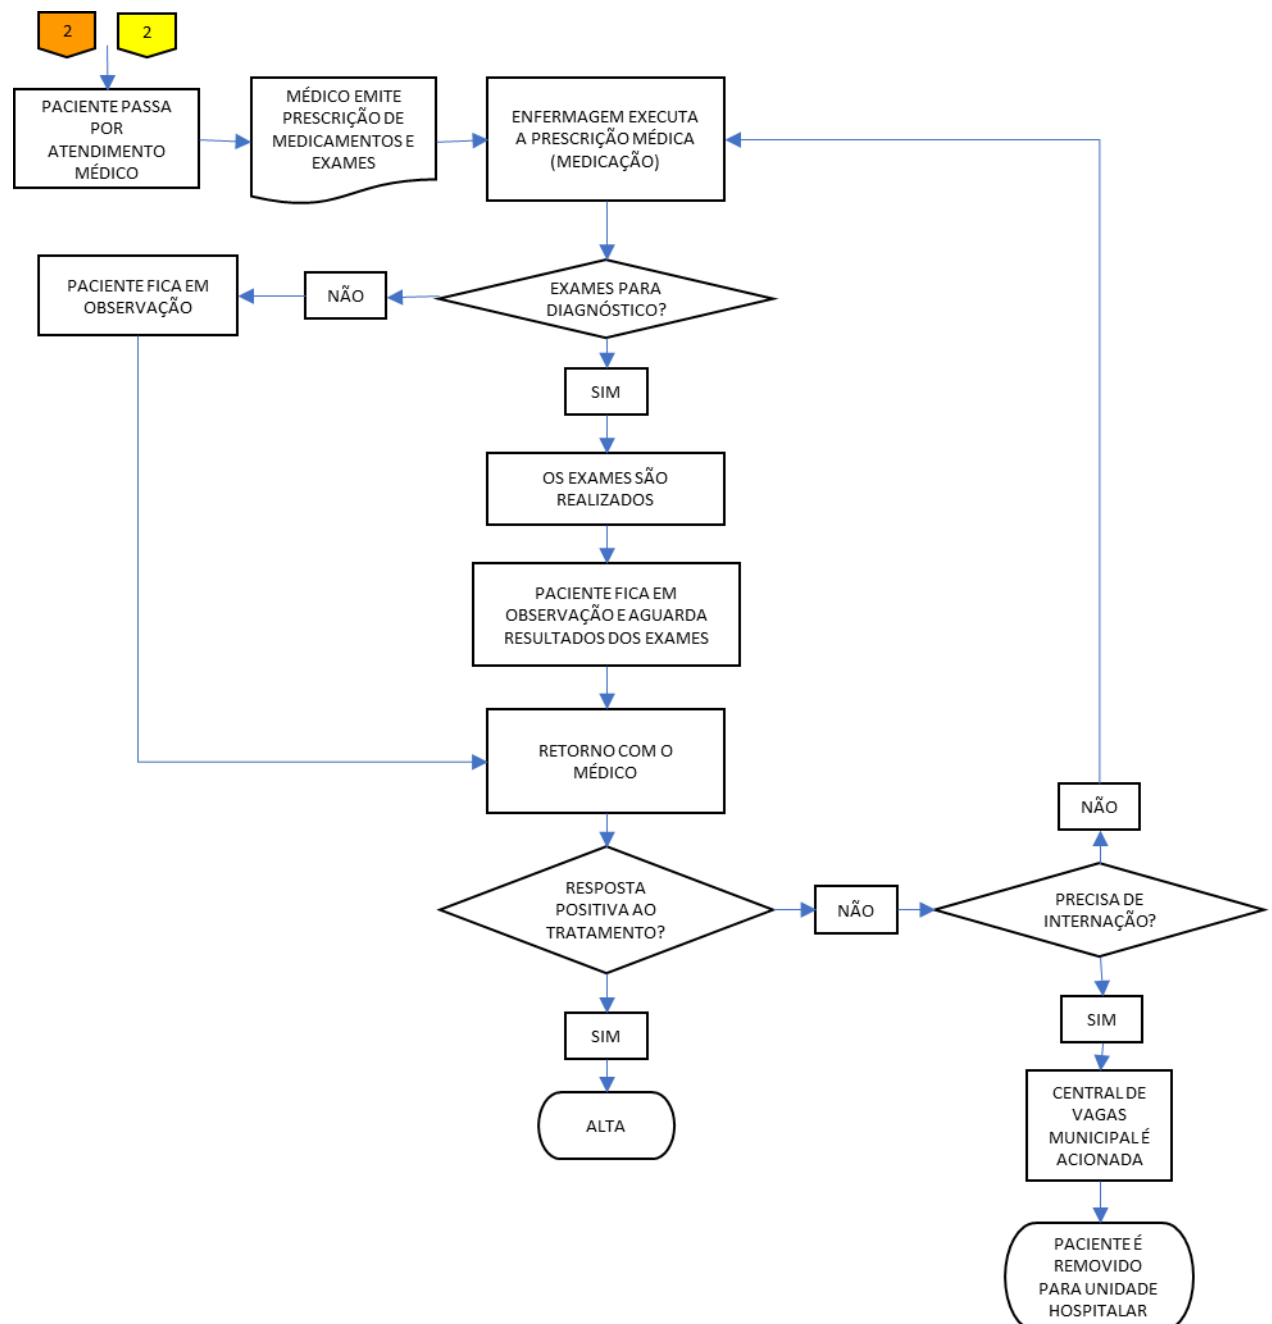 2
2
PACIENTE PASSA
POR
ATENDIMENTO
MÉDICO
MÉDICO EMITE
PRESCRIÇÃO DE
MEDICAMENTOS E
EXAMES
ENFERMAGEM EXECUTA
A PRESCRIÇÃO MÉDICA
(MEDICAÇÃO)
PACIENTE FICA EM
OBSERVAÇÃO
NÃO
EXAMES PARA
DIAGNÓSTICO?
SIM
OS EXAMES SÃO
REALIZADOS
PACIENTE FICA EM
OBSERVAÇÃO E AGUARDA
RESULTADOS DOS EXAMES
RETORNO COM O
MÉDICO
RESPOSTA
POSITIVA AO
TRATAMENTO?
NÃO
PRECISA DE
INTERNAÇÃO?
NÃO
SIM
ALTA
SIM
CENTRAL DE
VAGAS
MUNICIPAL É
ACIONADA
PACIENTE É
REMOVIDO
PARA UNIDADE
HOSPITALAR